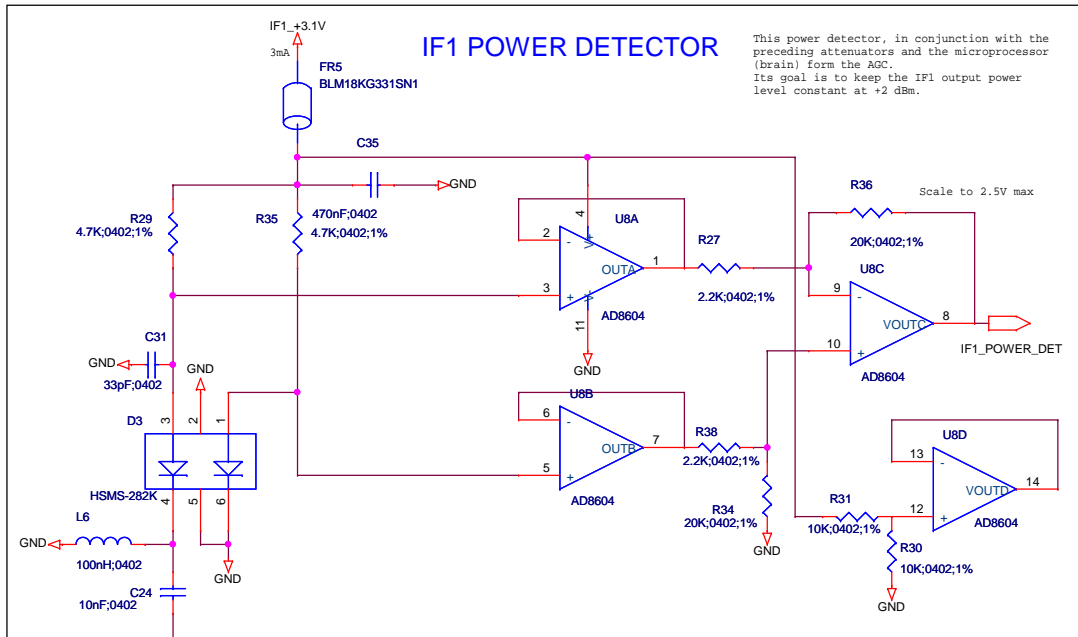 IF1_+3.1V
3mA
IF1 POWER DETECTOR
This power detector, in conjunction with the
preceding attenuators and the microprocessor
(brain) form the AGC.
Its goal is to keep the IF1 output power
level constant at +2 dBm.
FR5
BLM18KG331SN1
C35
GND
470nF;0402
R29
4.7K;0402;1%
R35
4.7K;0402;1%
R36
Scale to 2.5V max
20K;0402;1%
U8A
4
V+
2
-
OUTA
1
3
+
V-
11
AD8604
GND
R27
2.2K;0402;1%
U8C
9
-
VOUTC
8
10
+
AD8604
IF1_POWER_DET
C31
GND
33pF;0402
GND
D3
3
2
1
HSMS-282K
4
5
6
L6
GND
100nH;0402
GND
C24
10nF;0402
U8B
6
-
OUTB
7
5
+
AD8604
R38
2.2K;0402;1%
R34
20K;0402;1%
GND
U8D
13
-
VOUTD
14
12
+
AD8604
R31
10K;0402;1%
R30
10K;0402;1%
GND